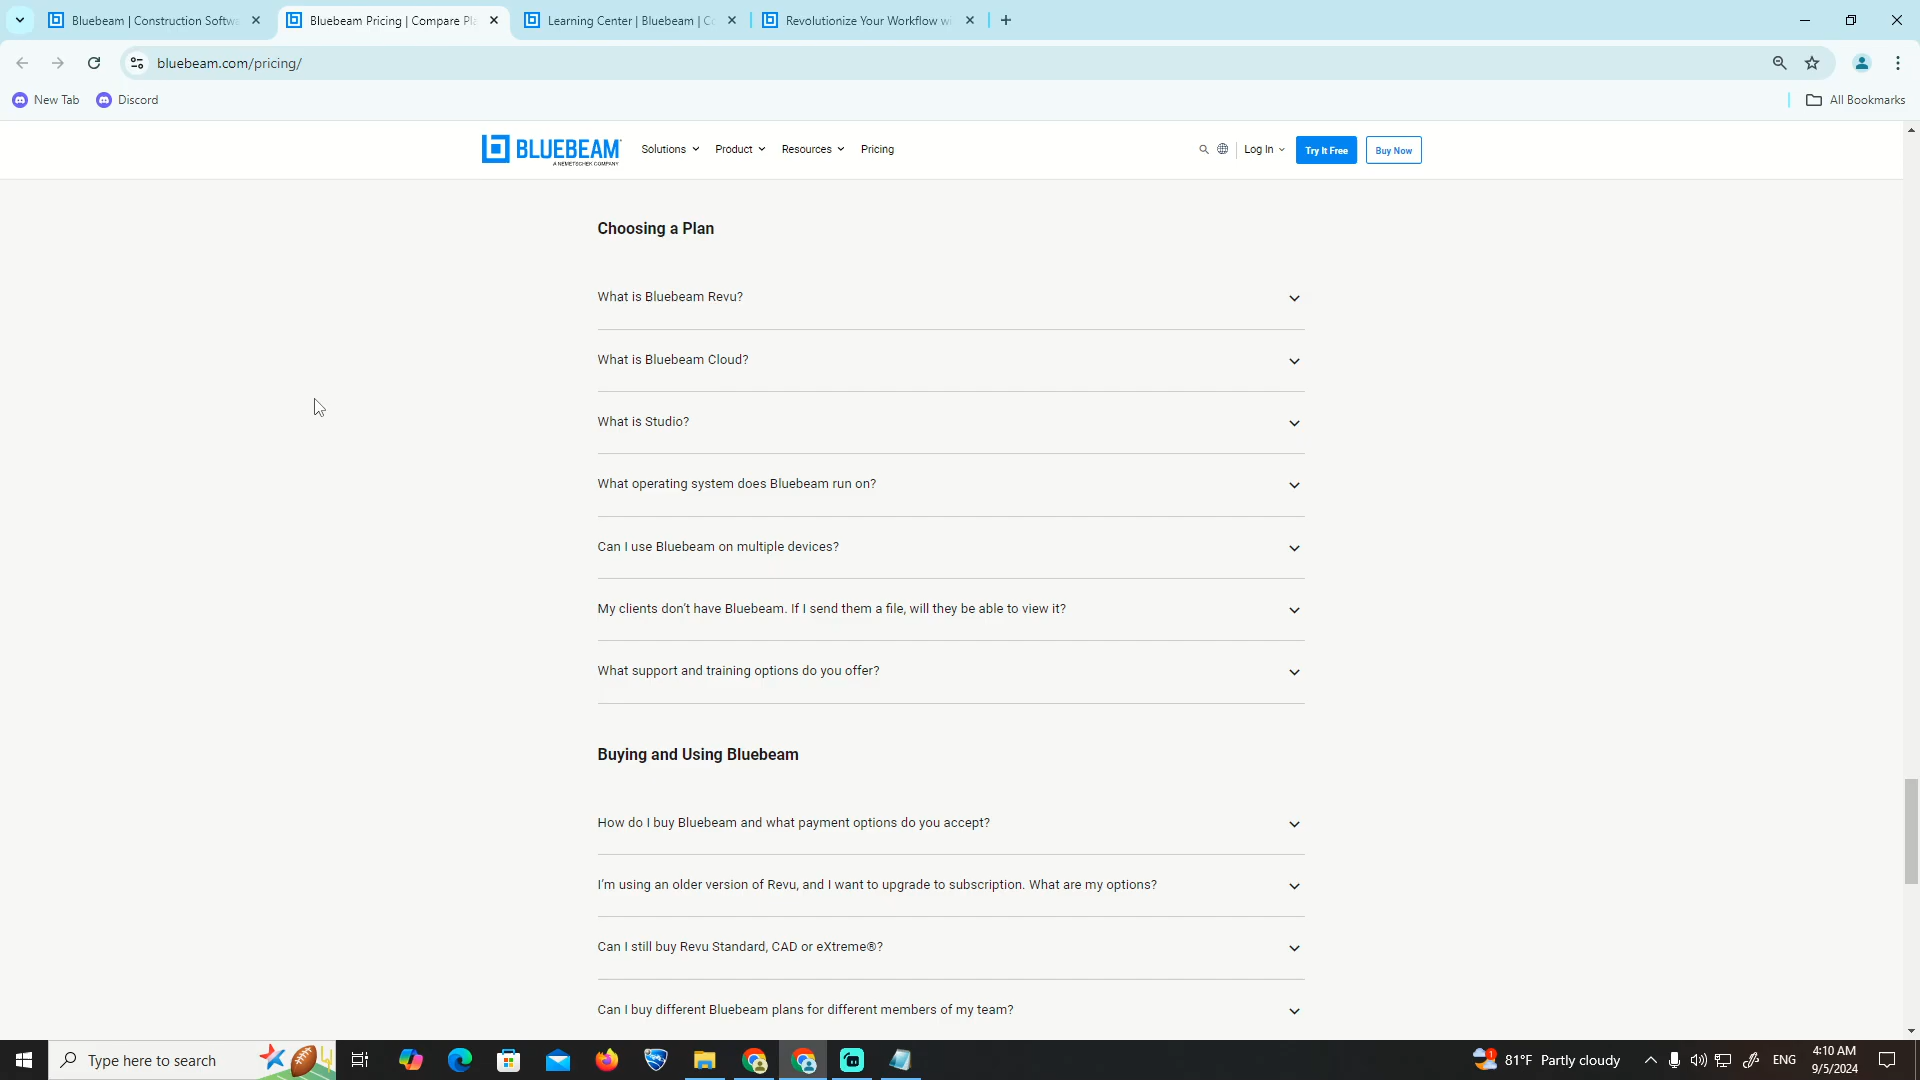 Bluebeam | Construction Softwa
Bluebeam Pricing | Compare Pla
Learning Center | Bluebeam | Co
Revolutionize Your Workflow wi
bluebeam.com/pricing/
New Tab
Discord
All Bookmarks
BLUEBEAM
A NEMETSCHEK COMPANY
Solutions
Product
Resources
Pricing
Log In
Try It Free
Buy Now
Choosing a Plan
What is Bluebeam Revu?
What is Bluebeam Cloud?
What is Studio?
What operating system does Bluebeam run on?
Can I use Bluebeam on multiple devices?
My clients don't have Bluebeam. If I send them a file, will they be able to view it?
What support and training options do you offer?
Buying and Using Bluebeam
How do I buy Bluebeam and what payment options do you accept?
I'm using an older version of Revu, and I want to upgrade to subscription. What are my options?
Can I still buy Revu Standard, CAD or eXtreme®?
Can I buy different Bluebeam plans for different members of my team?
Type here to search
1
81°F Partly cloudy
ENG
4:10 AM
9/5/2024